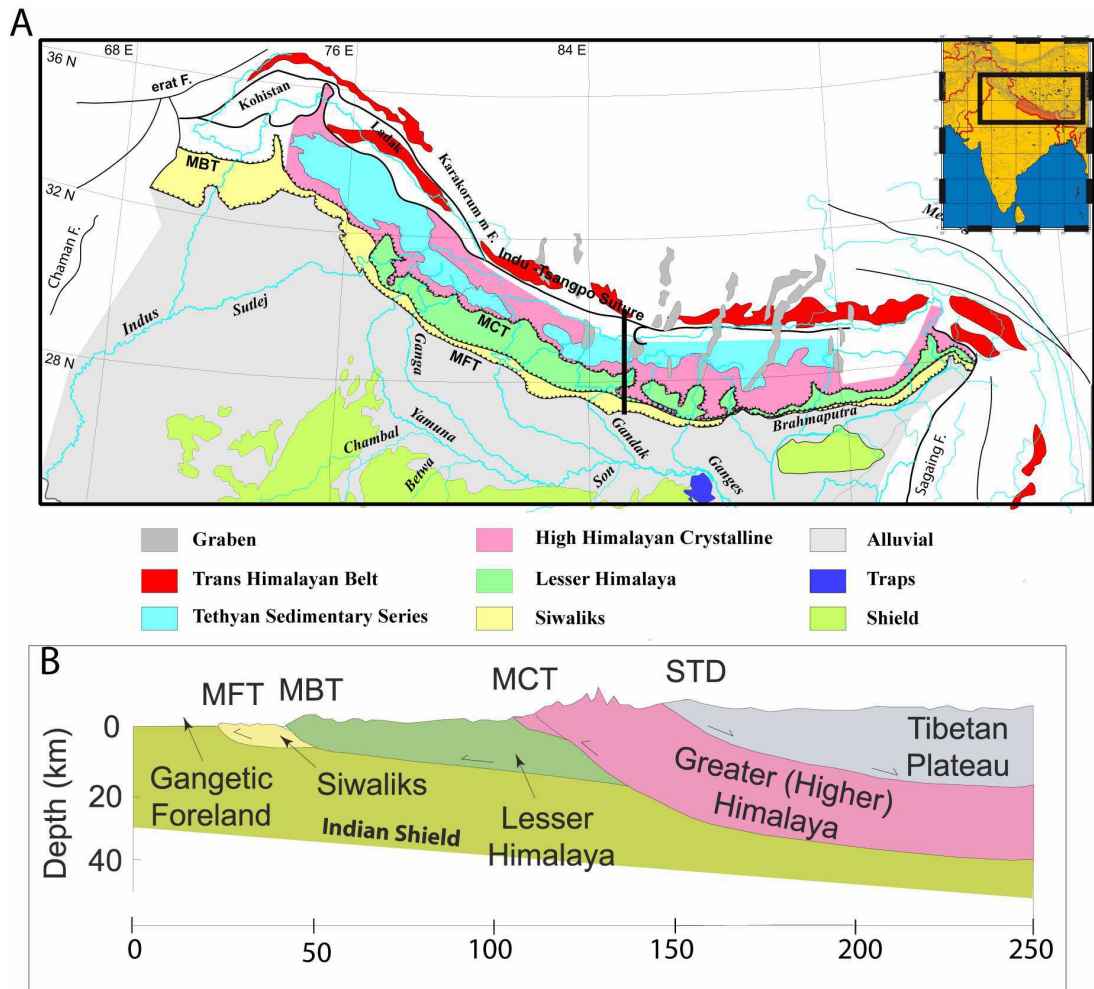 A
68 E
76 E
84 E
36 N
32 N
28 N
erat F.
Kohistan
Ladak
Karakorum m F.
MBT
Chaman F.
Indu -Tsangpo Suture
C
MCT
MFT
Indus
Sutlej
Ganga
Yamuna
Chambal
Betwa
Son
Gandak
Ganges
Brahmaputra
Sagaing F.
Graben
High Himalayan Crystalline
Alluvial
Trans Himalayan Belt
Lesser Himalaya
Traps
Tethyan Sedimentary Series
Siwaliks
Shield
B
MFT
MBT
MCT
STD
Depth (km)
0
20
40
Gangetic
Foreland
Siwaliks
Indian Shield
Lesser
Himalaya
Greater (Higher)
Himalaya
Tibetan
Plateau
0
50
100
150
200
250